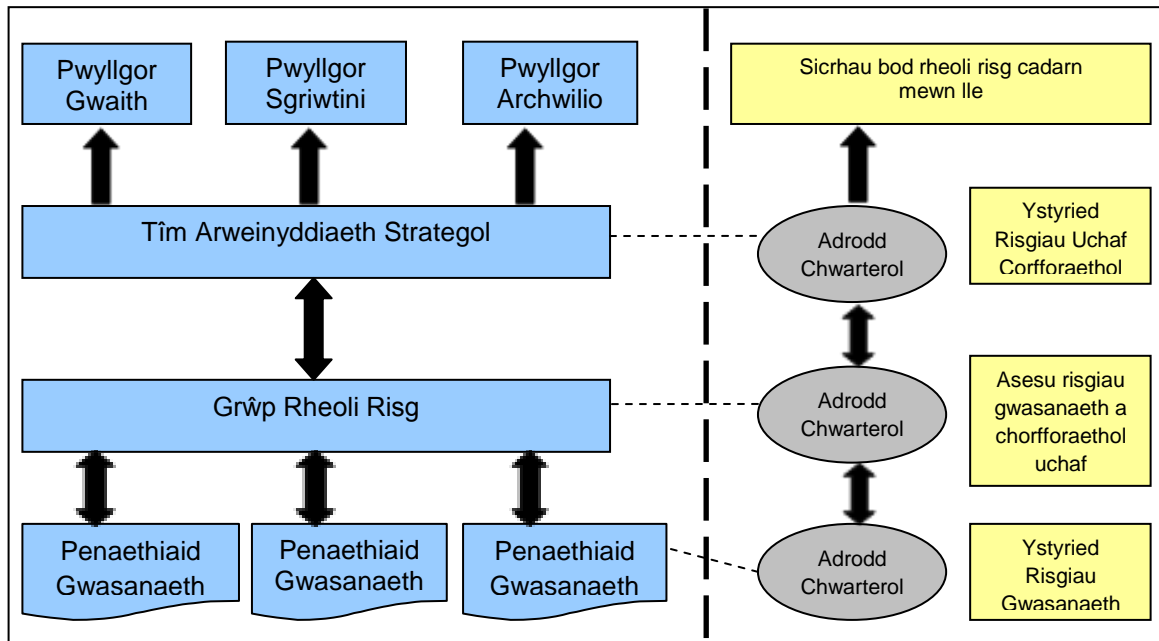 Pwyllgor
Gwaith
Pwyllgor
Sgriwtini
Pwyllgor
Archwilio
Sicrhau bod rheoli risg cadarn
mewn lle
Tîm Arweinyddiaeth Strategol
Adrodd
Chwarterol
Ystyried
Risgiau Uchaf
Corfforaethol
Grŵp Rheoli Risg
Adrodd
Chwarterol
Asesu risgiau
gwasanaeth a
chorfforaethol
uchaf
Penaethiaid
Gwasanaeth
Penaethiaid
Gwasanaeth
Penaethiaid
Gwasanaeth
Adrodd
Chwarterol
Ystyried
Risgiau
Gwasanaeth